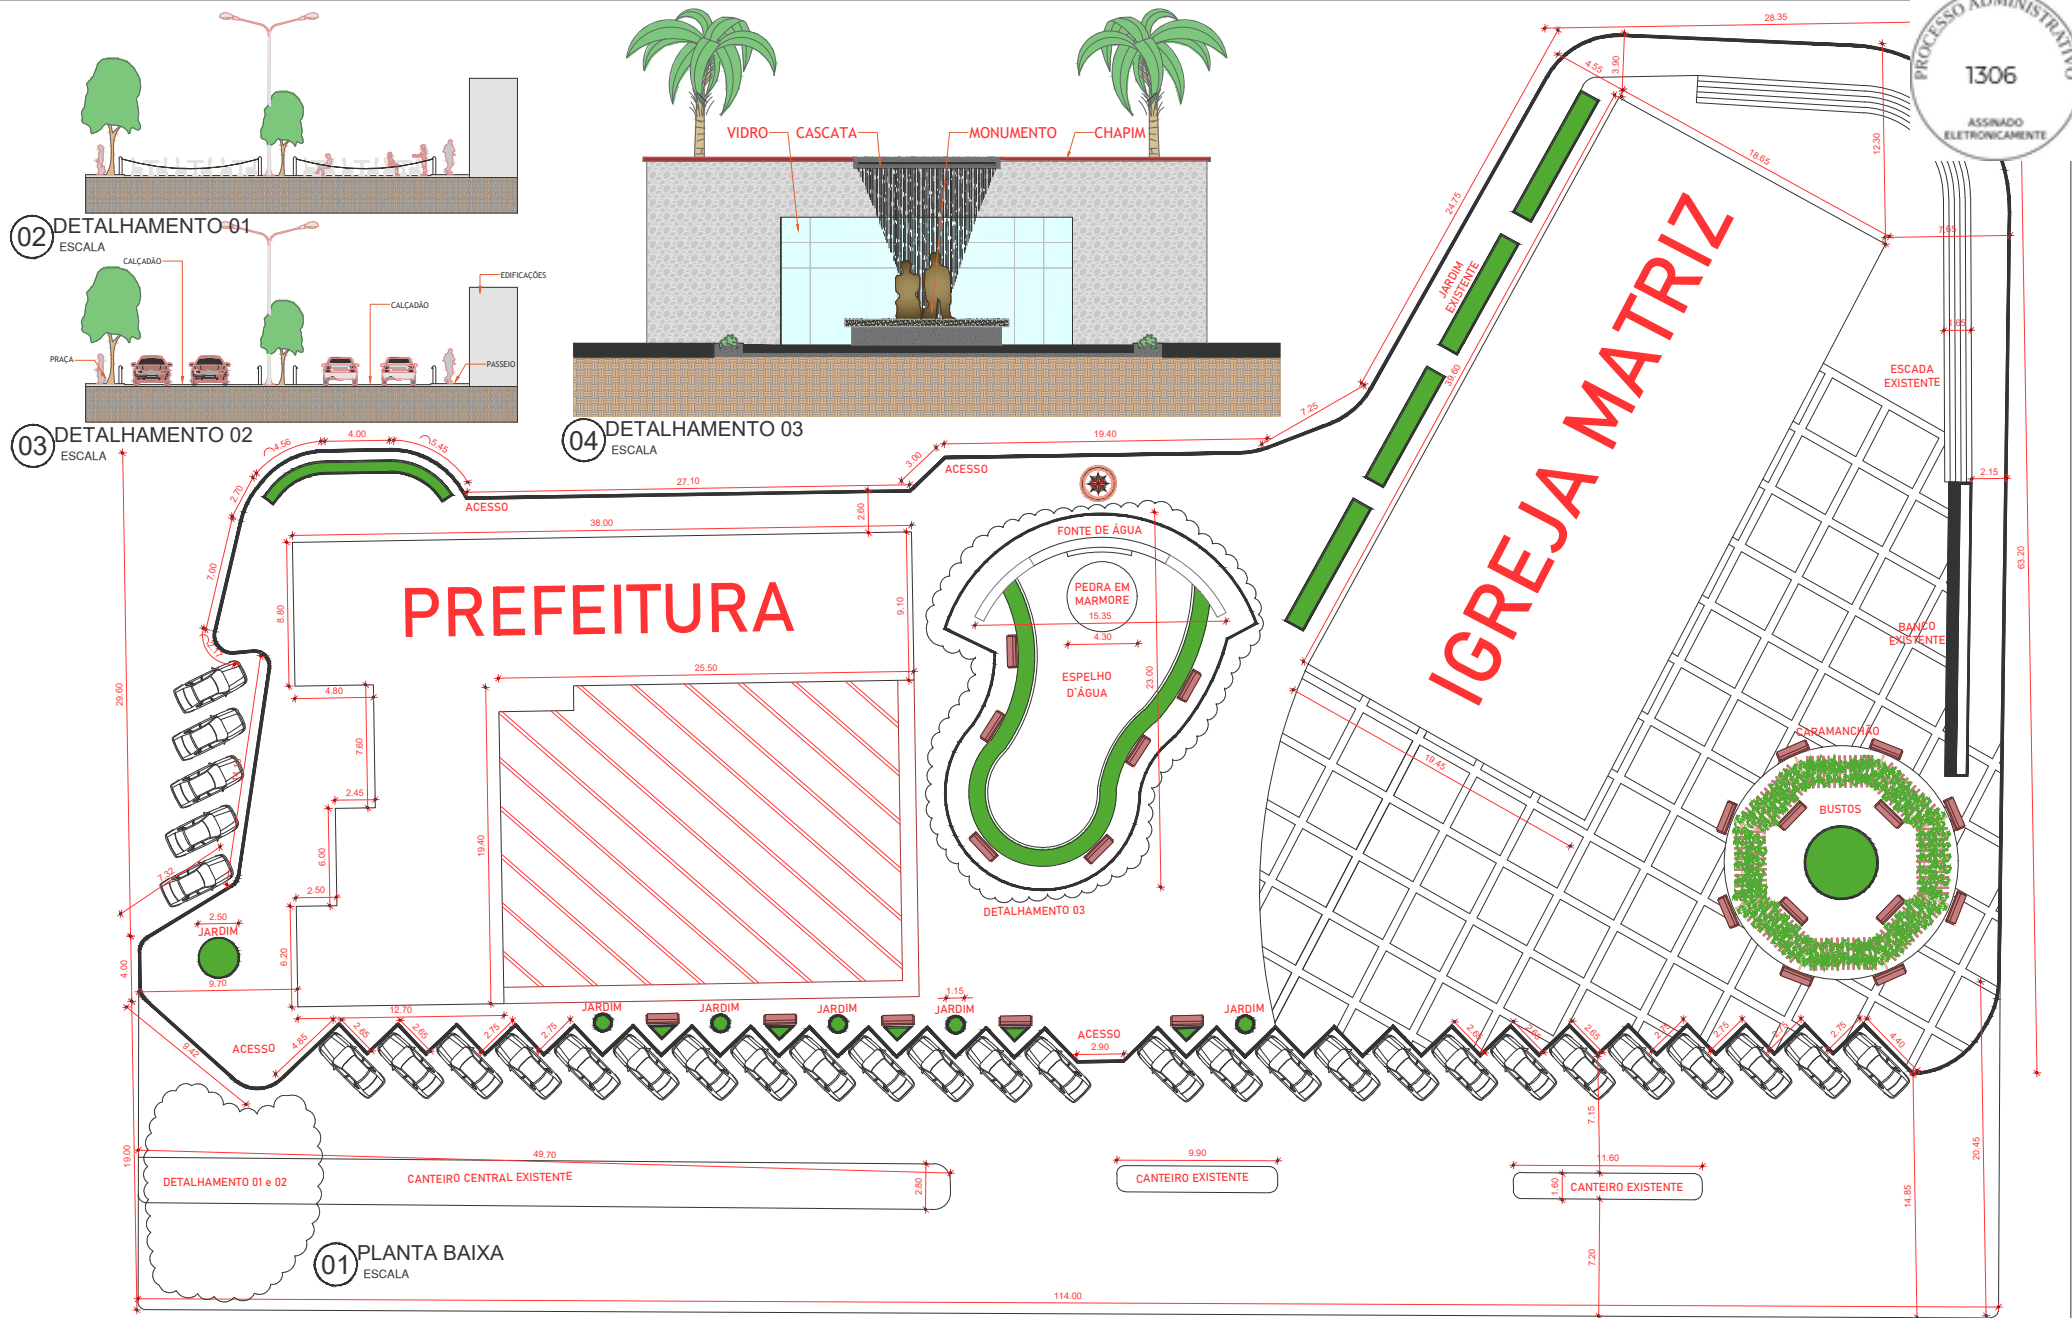 PROCESSO ADMINISTRATIVO
1306
ASSINADO
ELETRONICAMENTE
02
DETALHAMENTO 01
ESCALA
CALÇADÃO
EDIFICAÇÕES
CALÇADÃO
PRAÇA
PASSEIO
03
DETALHAMENTO 02
ESCALA
VIDRO
CASCATA
MONUMENTO
CHAPIM
04
DETALHAMENTO 03
ESCALA
28.35
4.55
3.90
12.30
18.65
7.65
24.75
JARDIM
EXISTENTE
39.60
IGREJA MATRIZ
1.65
ESCADA
EXISTENTE
7.25
2.15
63.20
BANCO
EXISTENTE
19.45
CARAMANCHÃO
BUSTOS
4.56
4.00
5.45
2.70
27.10
3.00
19.40
ACESSO
ACESSO
2.60
38.00
7.00
8.80
PREFEITURA
9.10
2.17
25.50
4.80
29.60
7.60
2.45
6.00
19.40
2.50
7.32
2.50
JARDIM
6.20
4.00
9.70
12.70
FONTE DE ÁGUA
PEDRA EM
MARMORE
15.35
4.30
ESPELHO
D'ÁGUA
23.00
DETALHAMENTO 03
JARDIM
JARDIM
JARDIM
1.15
JARDIM
JARDIM
9.42
ACESSO
4.85
2.65
2.65
2.75
2.75
ACESSO
2.90
2.65
2.65
2.65
2.75
2.75
2.75
2.75
4.40
7.15
20.45
19.00
49.70
DETALHAMENTO 01 e 02
CANTEIRO CENTRAL EXISTENTE
2.80
9.90
CANTEIRO EXISTENTE
11.60
1.60
CANTEIRO EXISTENTE
14.85
7.20
01
PLANTA BAIXA
ESCALA
114.00